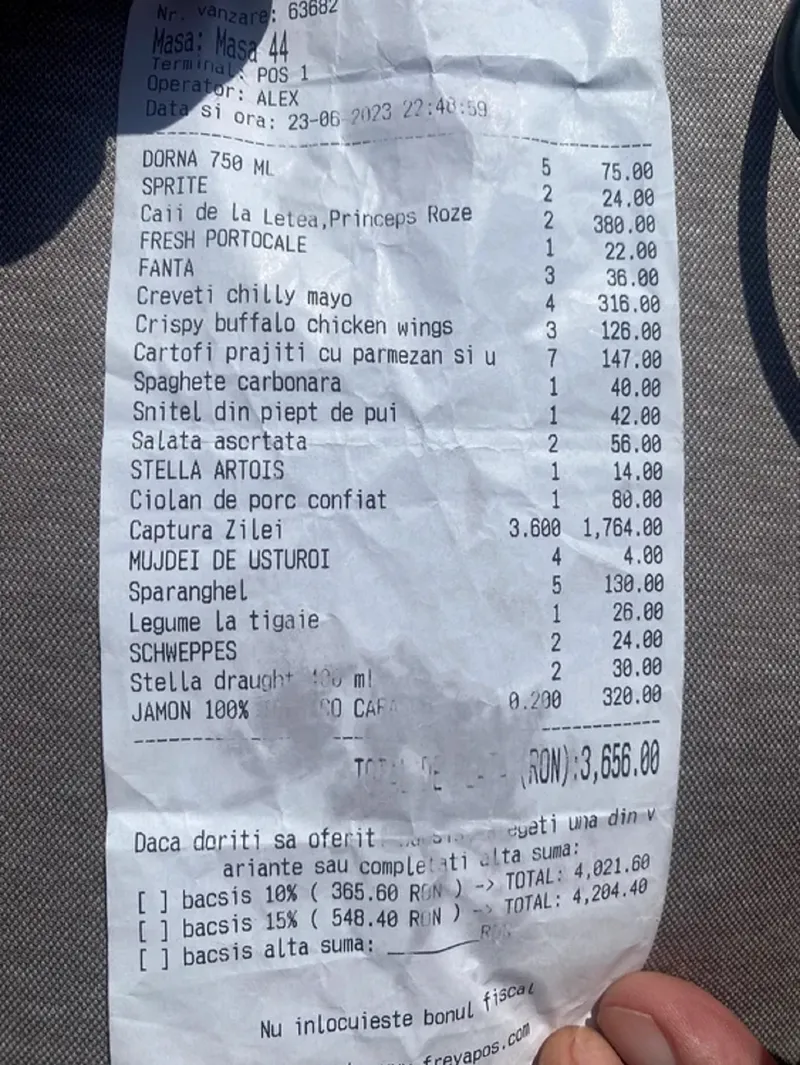 Nr. vanzare: 63682
Masa: Masa 44
Terminal: POS 1
Operator: ALEX
Data si ora: 23-06-2023 22:48:59
DORNA 750 ML 5 75.00
SPRITE 2 24.00
Caii de la Letea,Princeps Roze 2 380.00
FRESH PORTOCALE 1 22.00
FANTA 3 36.00
Creveti chilly mayo 4 316.00
Crispy buffalo chicken wings 3 126.00
Cartofi prajiti cu parmezan si u 7 147.00
Spaghete carbonara 1 40.00
Snitel din piept de pui 1 42.00
Salata asortata 2 56.00
STELLA ARTOIS 1 14.00
Ciolan de porc confiat 1 80.00
Captura Zilei 3.600 1,764.00
MUJDEI DE USTUROI 4 4.00
Sparanghel 5 130.00
Legume la tigaie 1 26.00
SCHWEPPES 2 24.00
Stella draught ml 2 30.00
JAMON 100% 0.200 320.00
TOTAL DE (RON):3,656.00
Daca doriti sa oferiti una din v
ariante sau completati alta suma:
[ ] bacsis 10% ( 365.60 RON ) -> TOTAL: 4,021.60
[ ] bacsis 15% ( 548.40 RON ) -> TOTAL: 4,204.40
[ ] bacsis alta suma: ________ RON
Nu inlocuieste bonul fiscal
freyapos.com